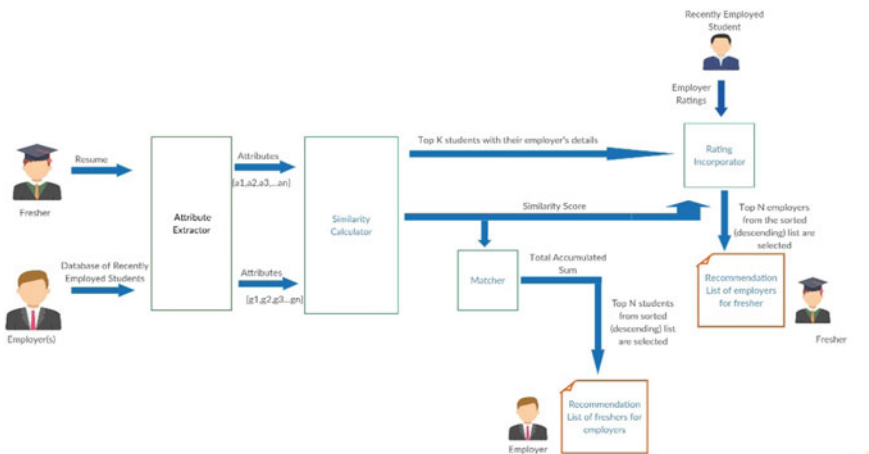 Recently Employed
Student
Employer
Ratings
Resume
Fresher
Attribute
Extractor
Attributes
{a1,a2,a3,...an}
Similarity
Calculator
Top K students with their employer's details
Rating
Incorporator
Similarity Score
Top N employers
from the sorted
(descending) list are
selected
Database of Recently
Employed Students
Employer(s)
Attributes
{g1,g2,g3...gn}
Matcher
Total Accumulated
Sum
Recommendation
List of employers
for fresher
Fresher
Top N students
from sorted
(descending) list
are selected
Recommendation
List of freshers for
employers
Employer